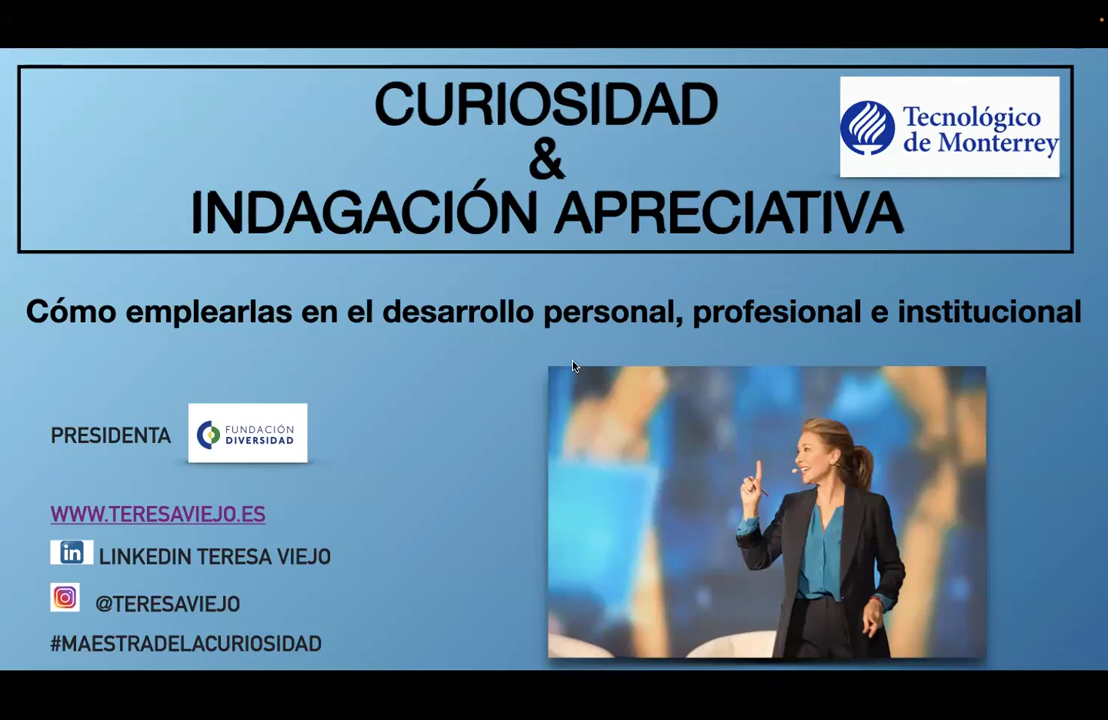 CURIOSIDAD
&
INDAGACIÓN APRECIATIVA
Tecnológico
de Monterrey
Cómo emplearlas en el desarrollo personal, profesional e institucional
PRESIDENTA
FUNDACIÓN
DIVERSIDAD
WWW.TERESAVIEJO.ES
in LINKEDIN TERESA VIEJO
@TERESAVIEJO
#MAESTRADELACURIOSIDAD